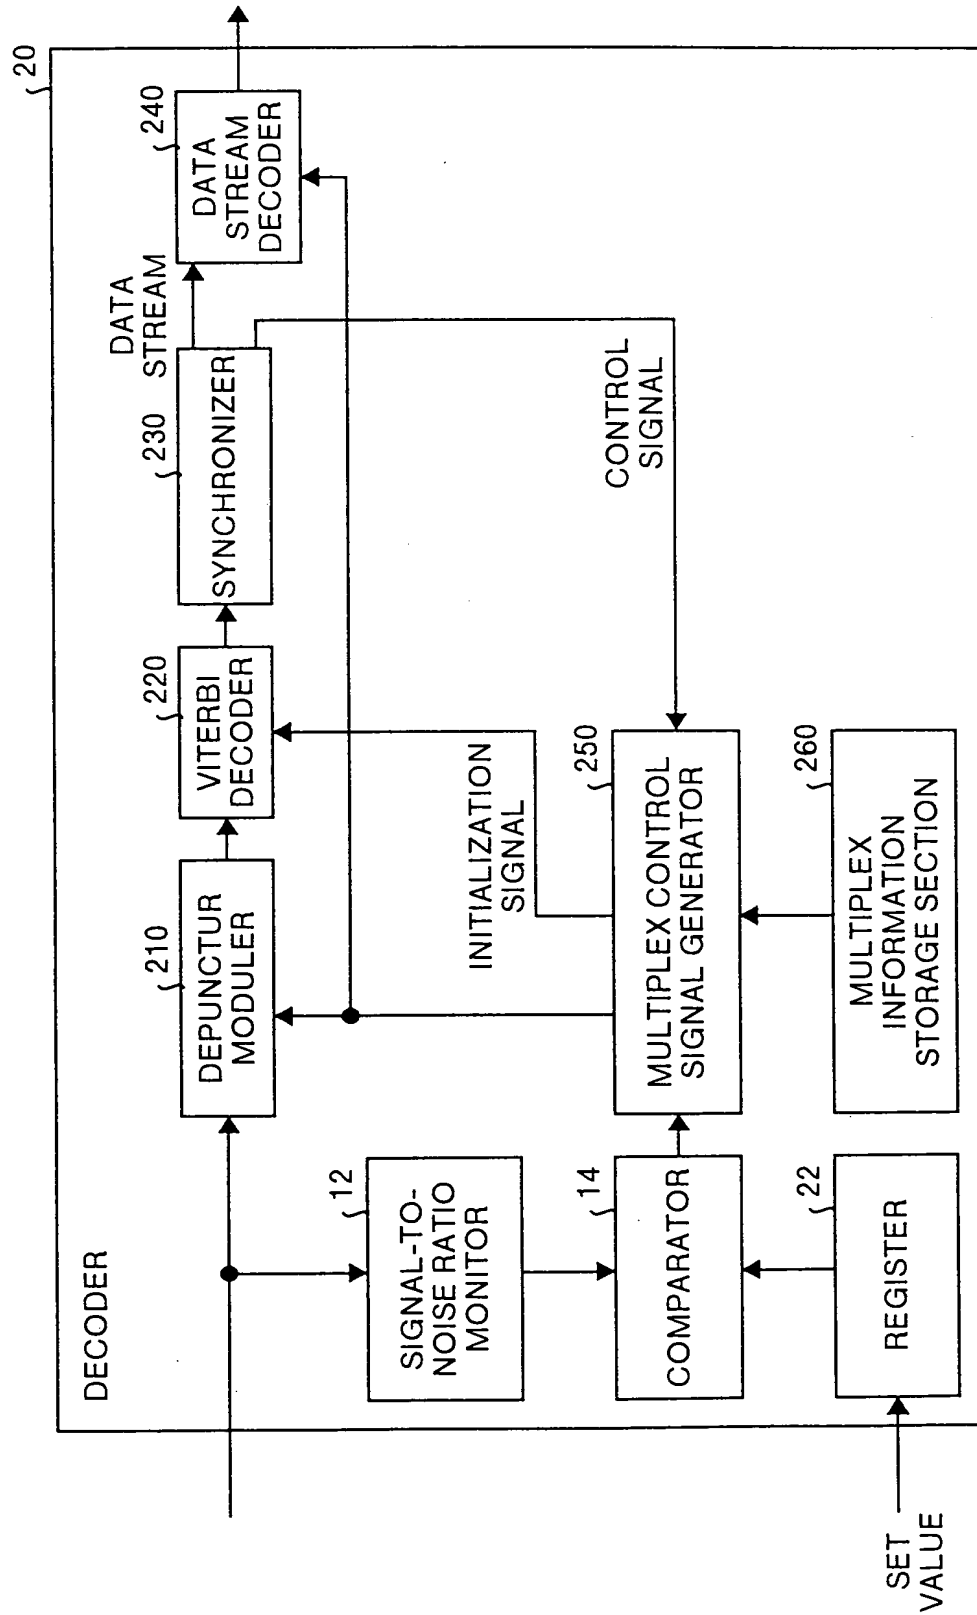 20
DECODER
210
DEPUNCTUR
MODULER
220
VITERBI
DECODER
230
SYNCHRONIZER
DATA
STREAM
240
DATA
STREAM
DECODER
12
SIGNAL-TO-
NOISE RATIO
MONITOR
INITIALIZATION
SIGNAL
CONTROL
SIGNAL
14
COMPARATOR
250
MULTIPLEX CONTROL
SIGNAL GENERATOR
22
REGISTER
260
MULTIPLEX
INFORMATION
STORAGE SECTION
SET
VALUE